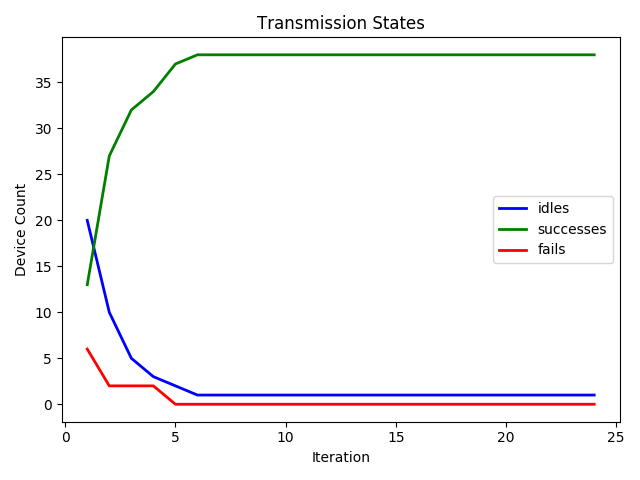 Transmission States
Device Count
35
30
25
20
15
10
5
0
idles
successes
fails
0 5 10 15 20 25
Iteration